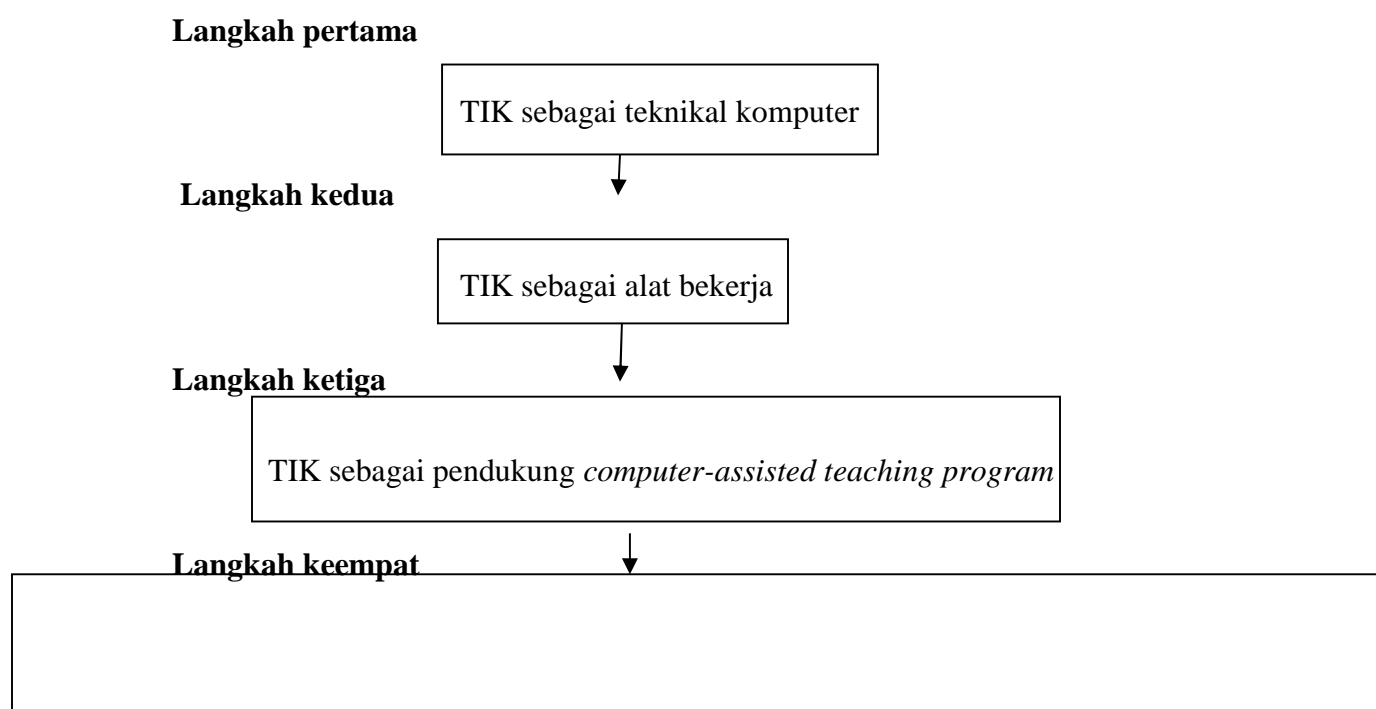 Langkah pertama
TIK sebagai teknikal komputer
Langkah kedua
TIK sebagai alat bekerja
Langkah ketiga
TIK sebagai pendukung computer-assisted teaching program
Langkah keempat